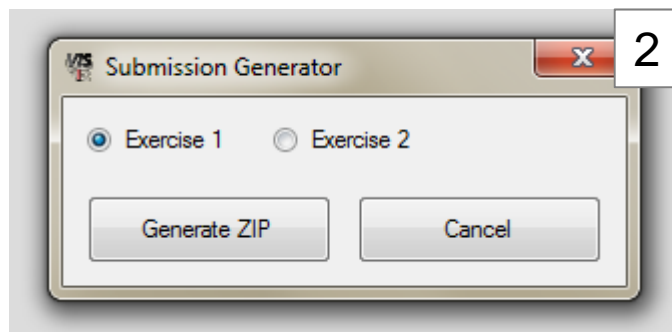 2
Submission Generator
Exercise 1
Exercise 2
Generate ZIP
Cancel